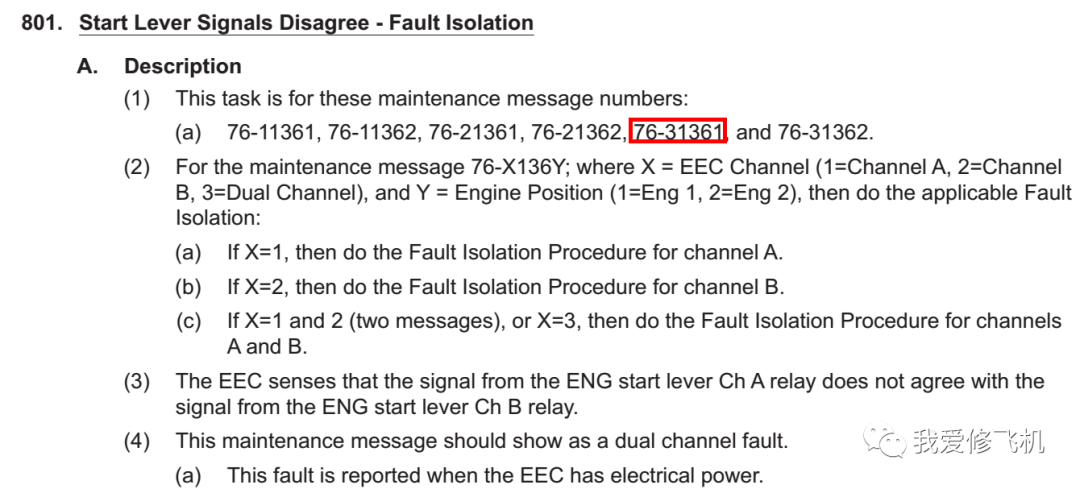 801. Start Lever Signals Disagree - Fault Isolation
A. Description
(1) This task is for these maintenance message numbers:
(a) 76-11361, 76-11362, 76-21361, 76-21362, 76-31361, and 76-31362.
(2) For the maintenance message 76-X136Y; where X = EEC Channel (1=Channel A, 2=Channel
B, 3=Dual Channel), and Y = Engine Position (1=Eng 1, 2=Eng 2), then do the applicable Fault
Isolation:
(a) If X=1, then do the Fault Isolation Procedure for channel A.
(b) If X=2, then do the Fault Isolation Procedure for channel B.
(c) If X=1 and 2 (two messages), or X=3, then do the Fault Isolation Procedure for channels
A and B.
(3) The EEC senses that the signal from the ENG start lever Ch A relay does not agree with the
signal from the ENG start lever Ch B relay.
(4) This maintenance message should show as a dual channel fault.
我爱修飞机
(a) This fault is reported when the EEC has electrical power.